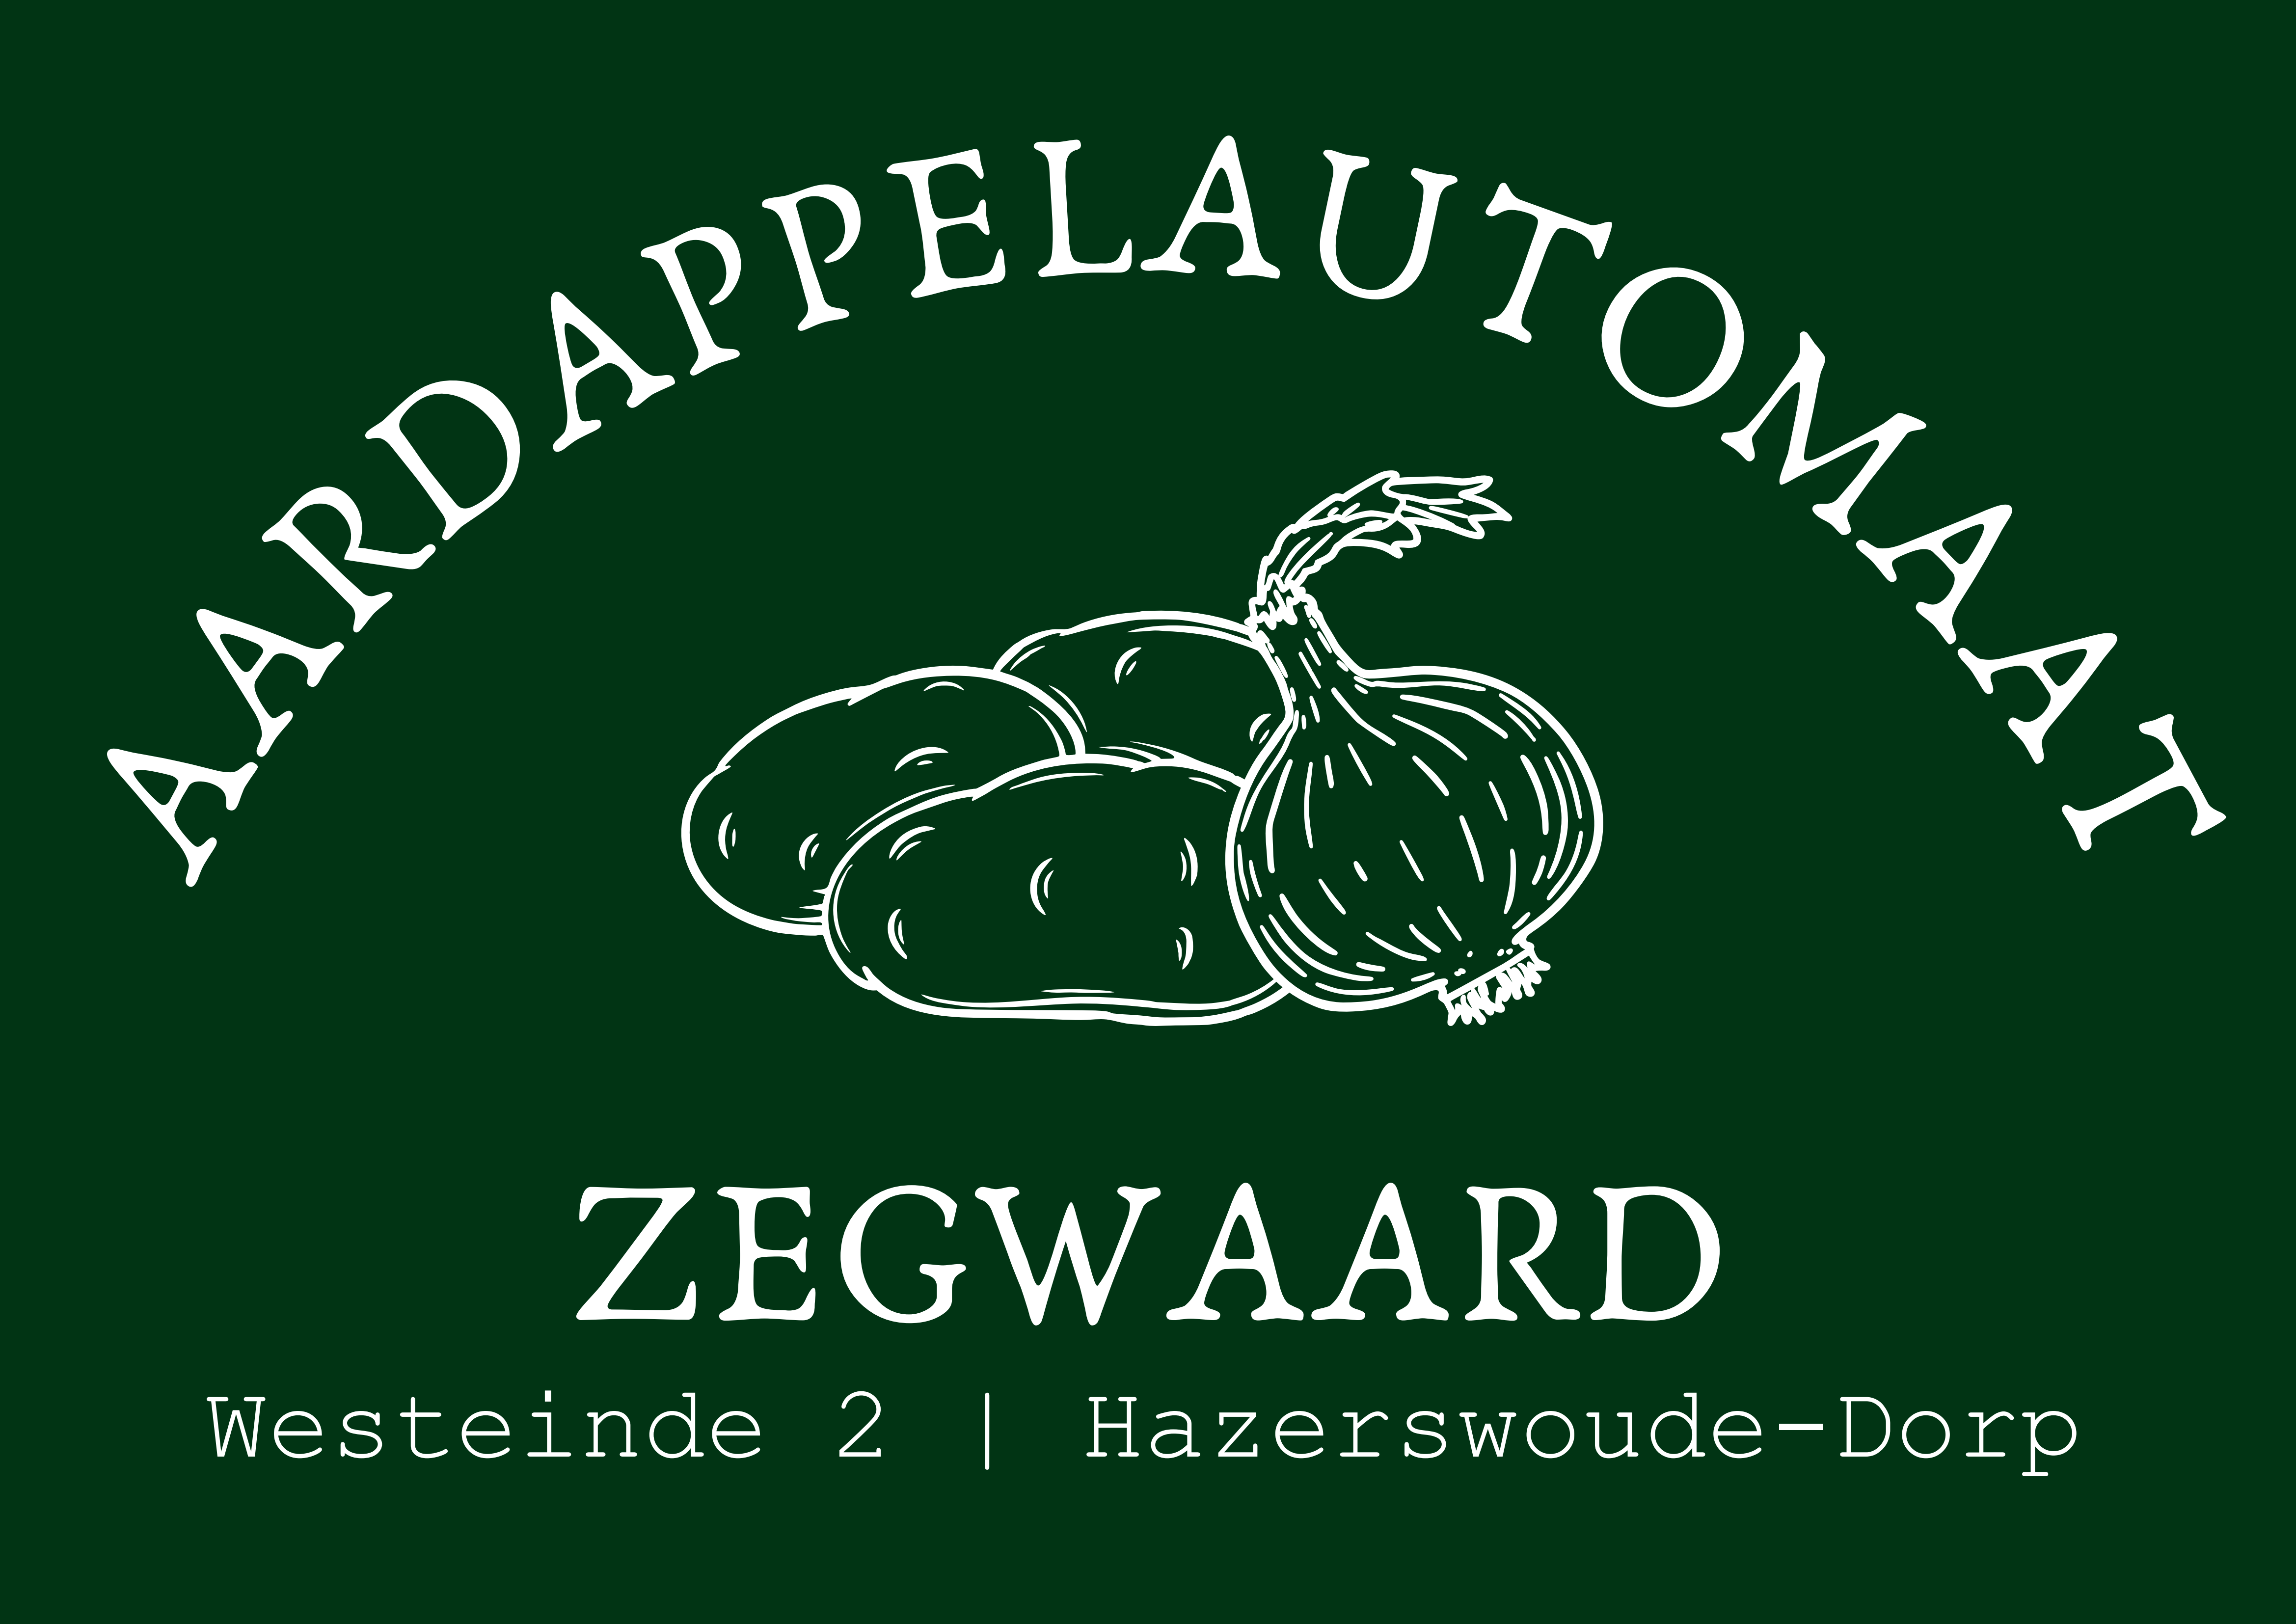 AARDAPPELAUTOMAAT
ZEGWAARD
Westeinde 2 | Hazerswoude-Dorp